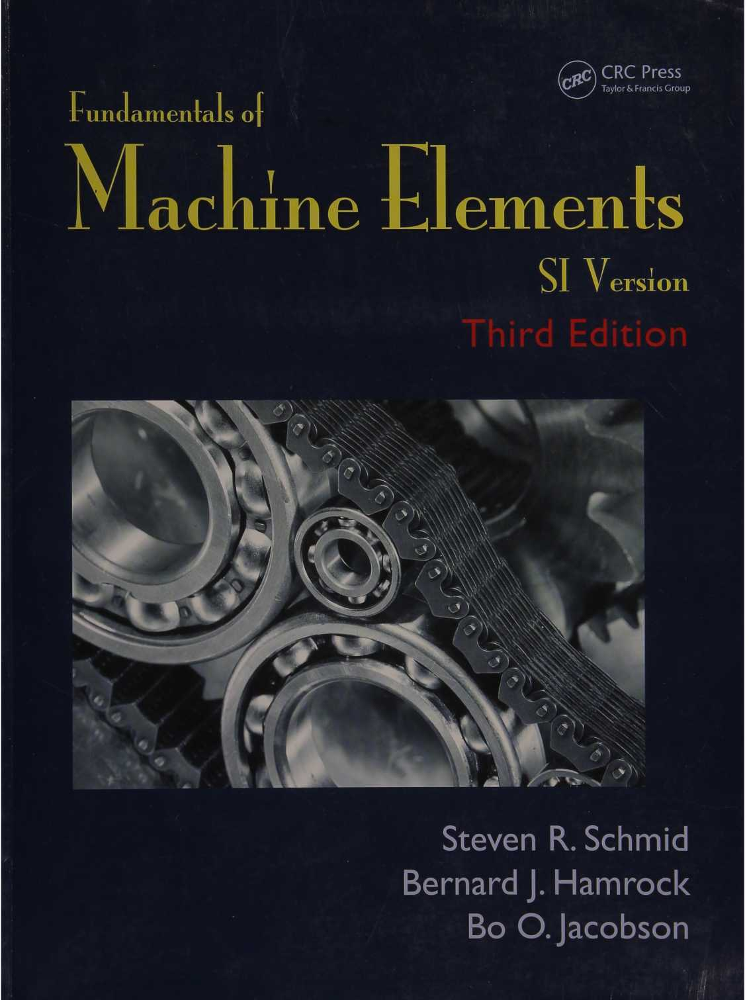 CRC
CRC Press
Taylor & Francis Group
Fundamentals of
Machine Elements
SI Version
Third Edition
Steven R. Schmid
Bernard J. Hamrock
Bo O. Jacobson